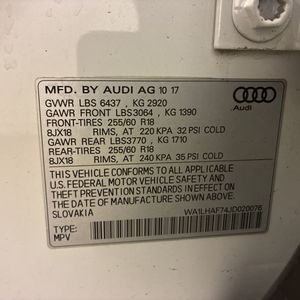 MFD. BY AUDI AG 10 17
GVWR LBS 6437 , KG 2920
GAWR FRONT LBS3064 , KG 1390
FRONT-TIRES 255/60 R18
8JX18 RIMS, AT 220 KPA 32 PSI COLD
GAWR REAR LBS3770 , KG 1710
REAR-TIRES 255/60 R18
8JX18 RIMS, AT 240 KPA 35 PSI COLD
Audi
THIS VEHICLE CONFORMS TO ALL APPLICABLE
U.S. FEDERAL MOTOR VEHICLE SAFETY AND
THEFT PREVENTION STANDARDS IN EFFECT ON THE
DATE OF MANUFACTURE SHOWN ABOVE.
SLOVAKIA
WA1LHAF74JD020076
TYPE:
MPV